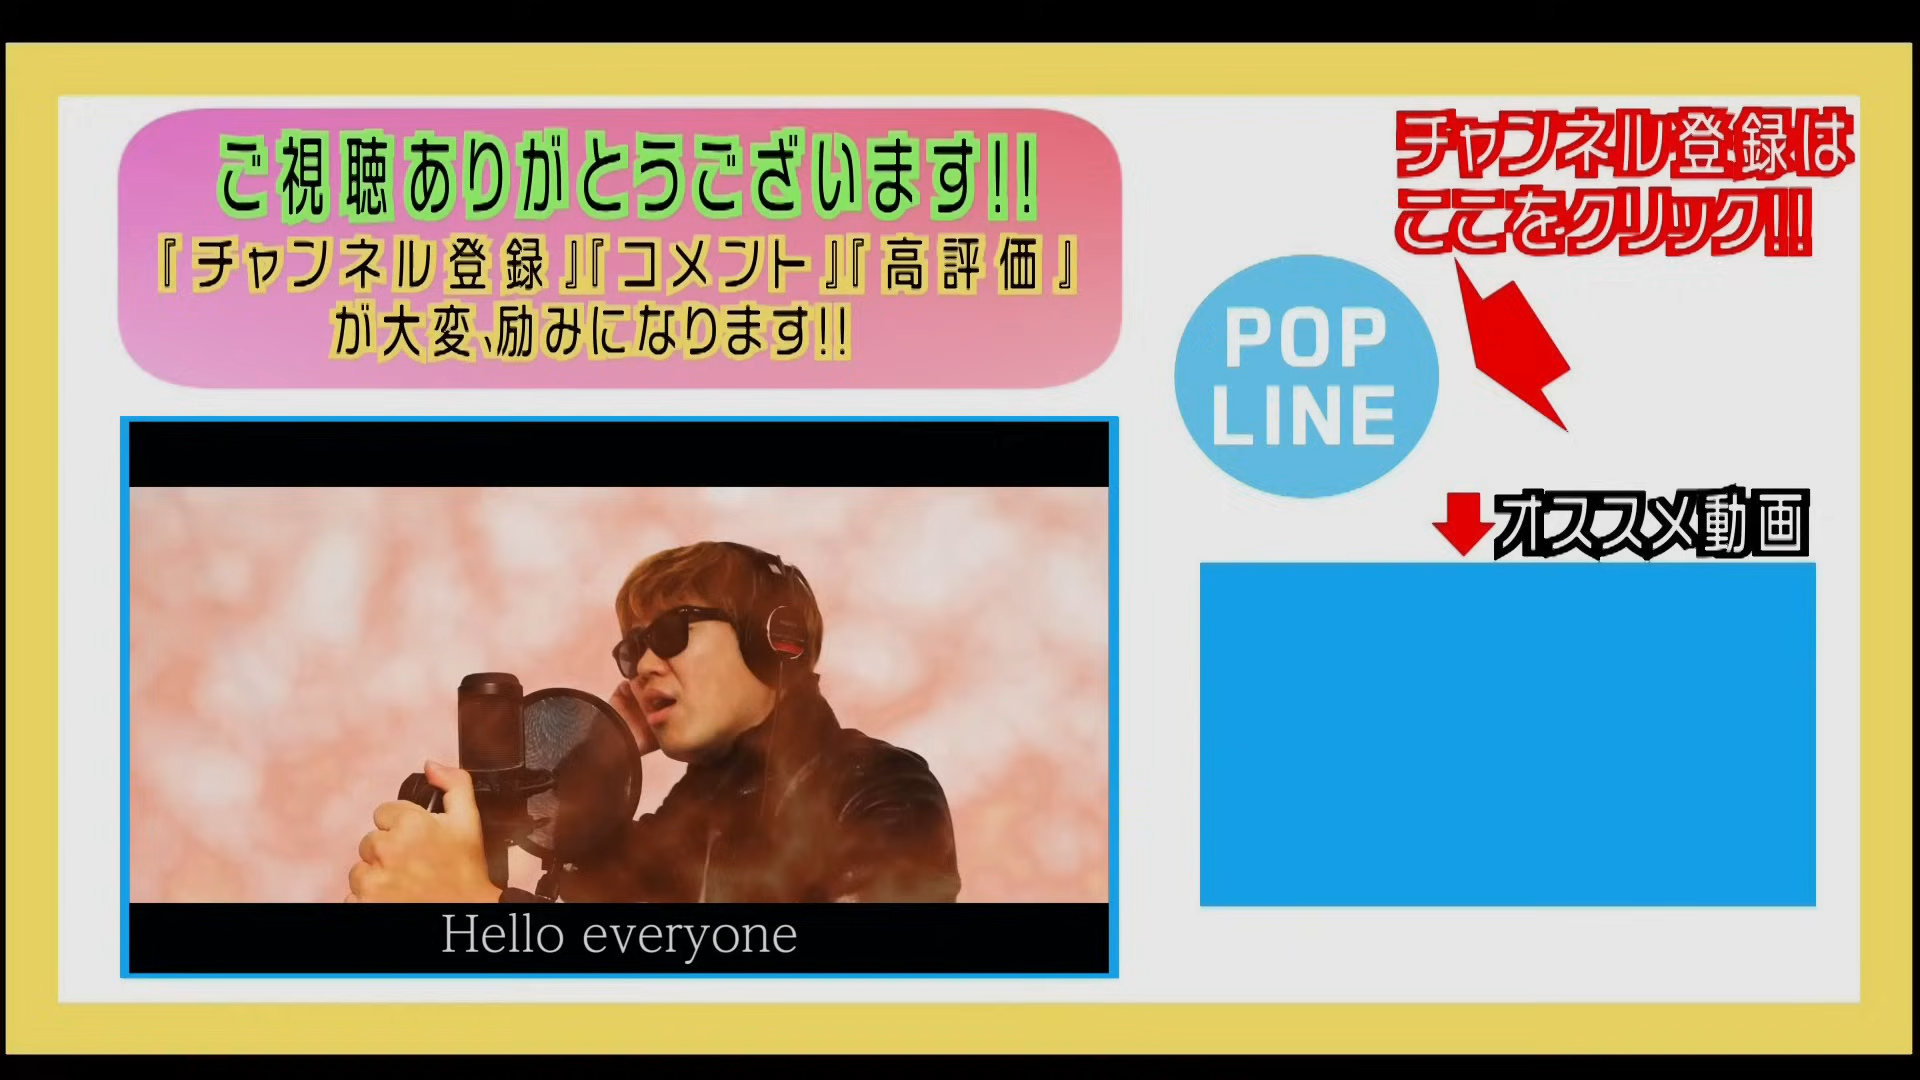 ご視聴ありがとうございます!!
『チャンネル登録』『コメント』『高評価』
が大変、励みになります!!
チャンネル登録は
ここをクリック!!
POP
LINE
オススメ動画
Hello everyone